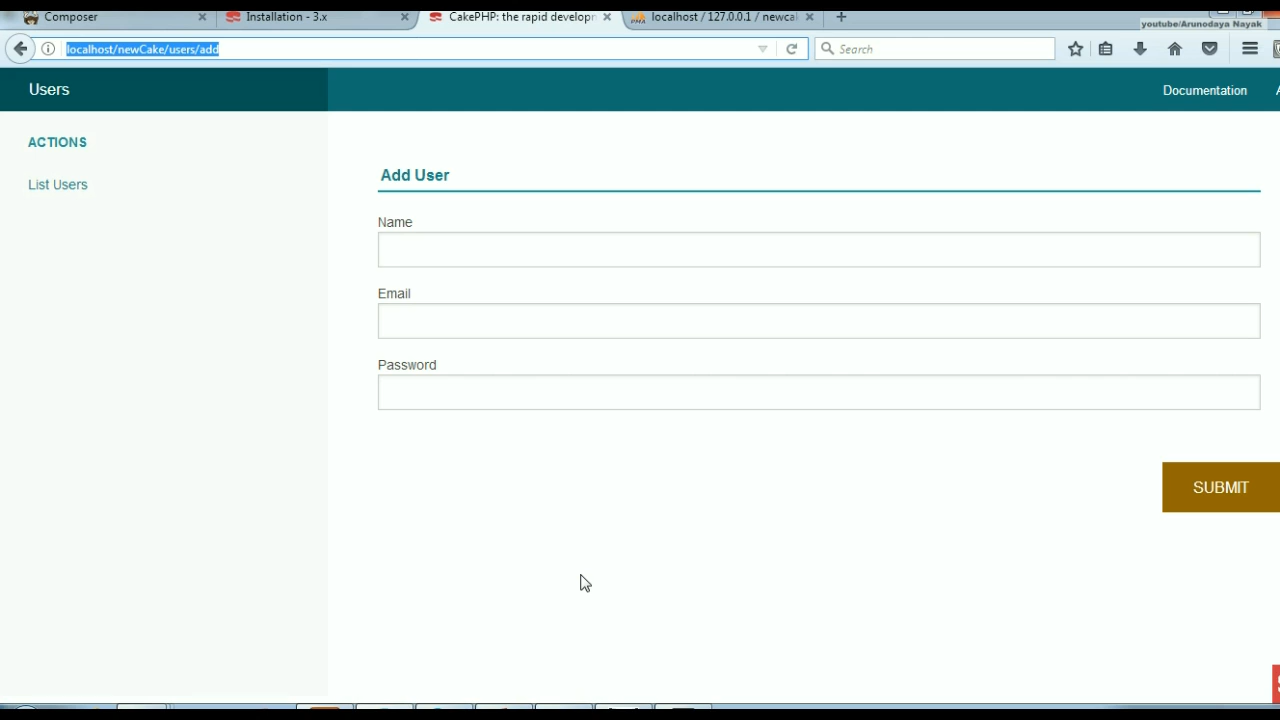 Composer
Installation - 3.x
CakePHP: the rapid developn
localhost / 127.0.0.1 / newcal
youtube/Arunodaya Nayak
localhost/newCake/users/add
Search
Users
Documentation
ACTIONS
List Users
Add User
Name
Email
Password
SUBMIT